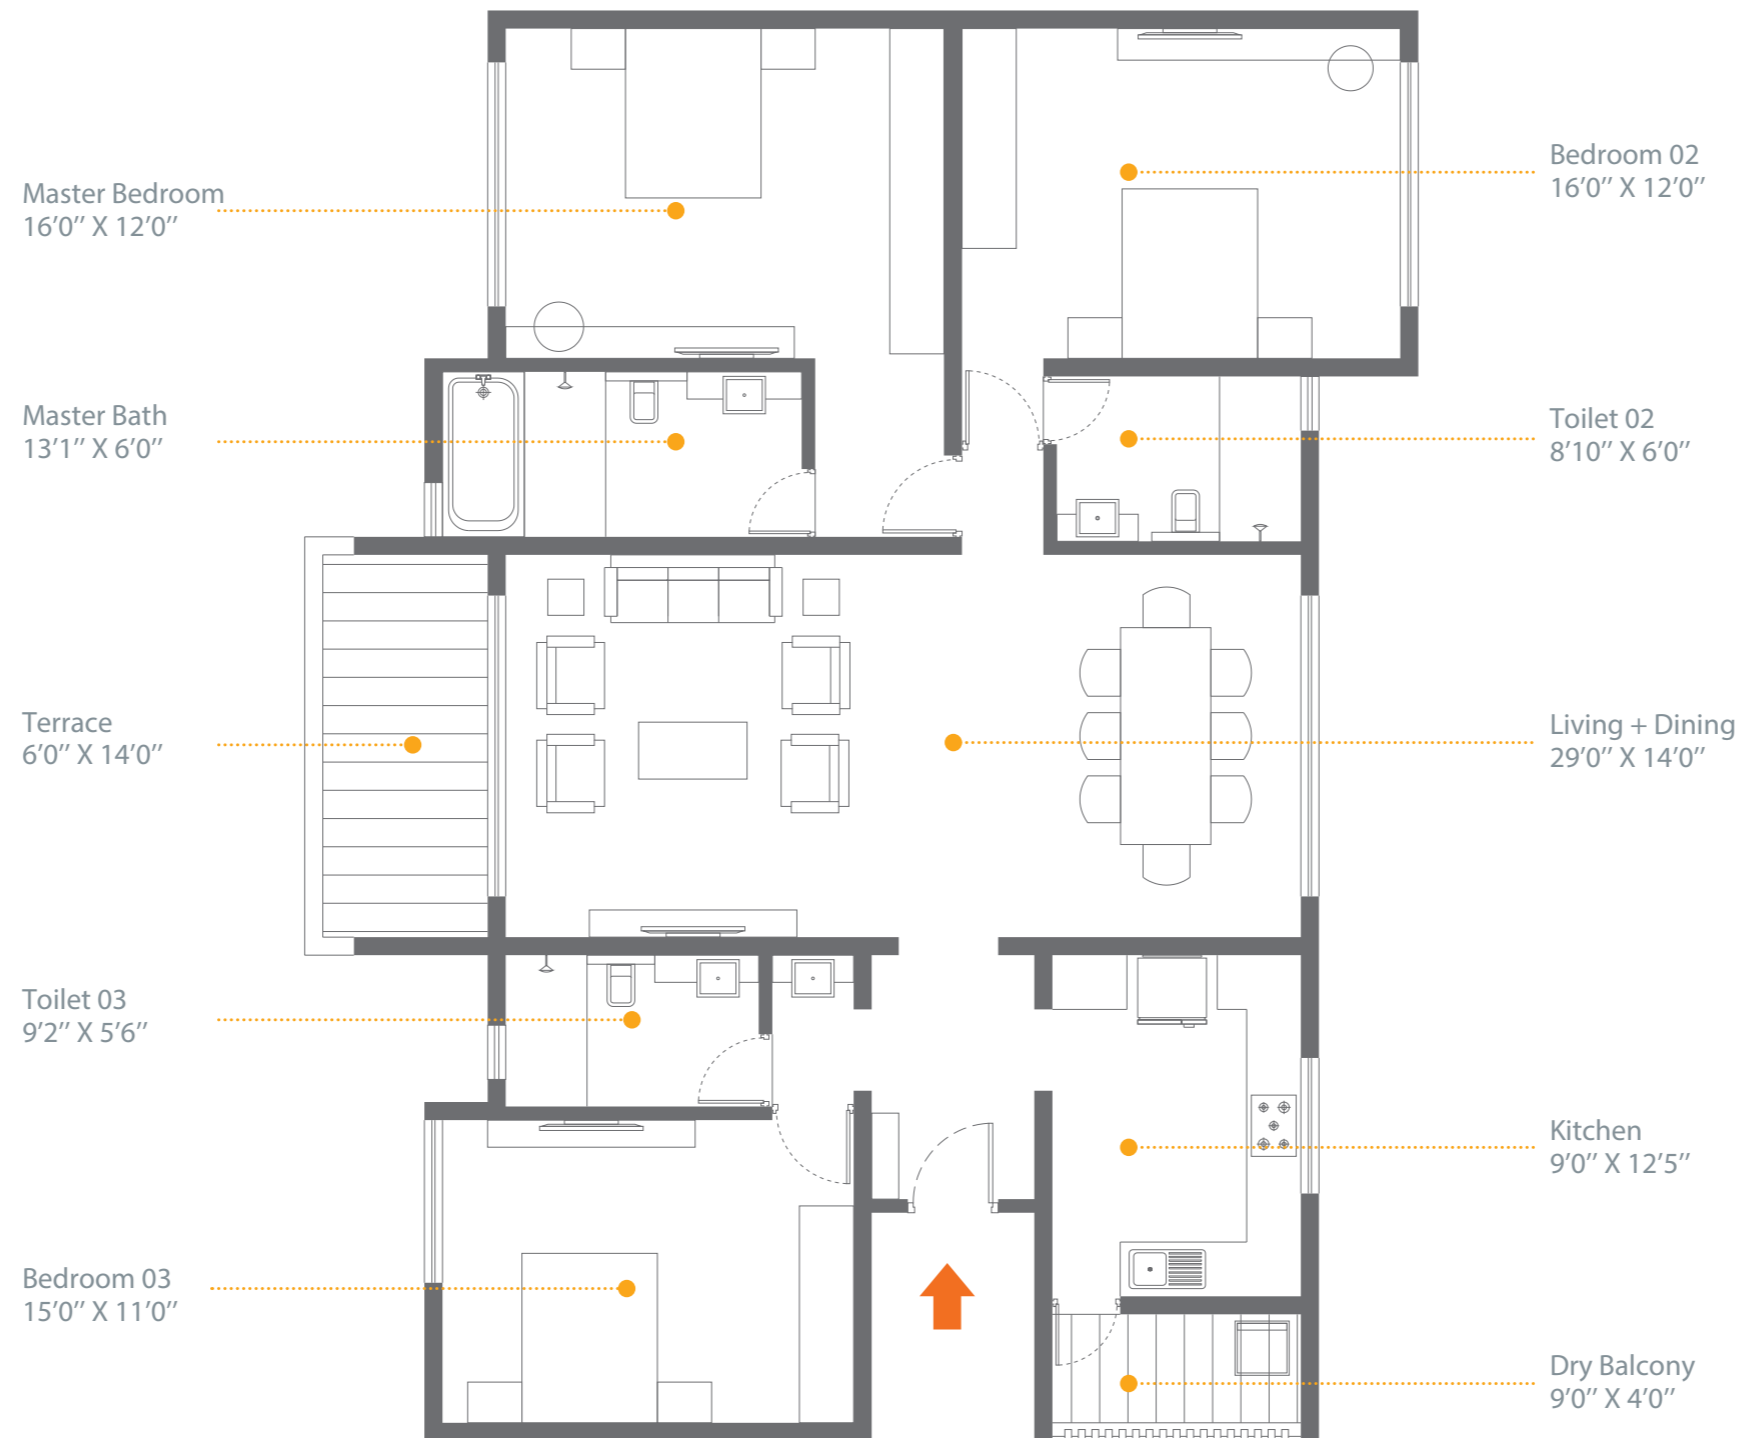 Master Bedroom
16’0’’ X 12’0’’
Master Bath
13’1’’ X 6’0’’
Terrace
6’0’’ X 14’0’’
Toilet 03
9’2’’ X 5’6’’
Bedroom 03
15’0’’ X 11’0’’
Bedroom 02
16’0’’ X 12’0’’
Toilet 02
8’10’’ X 6’0’’
Living + Dining
29’0’’ X 14’0’’
Kitchen
9’0’’ X 12’5’’
Dry Balcony
9’0’’ X 4’0’’